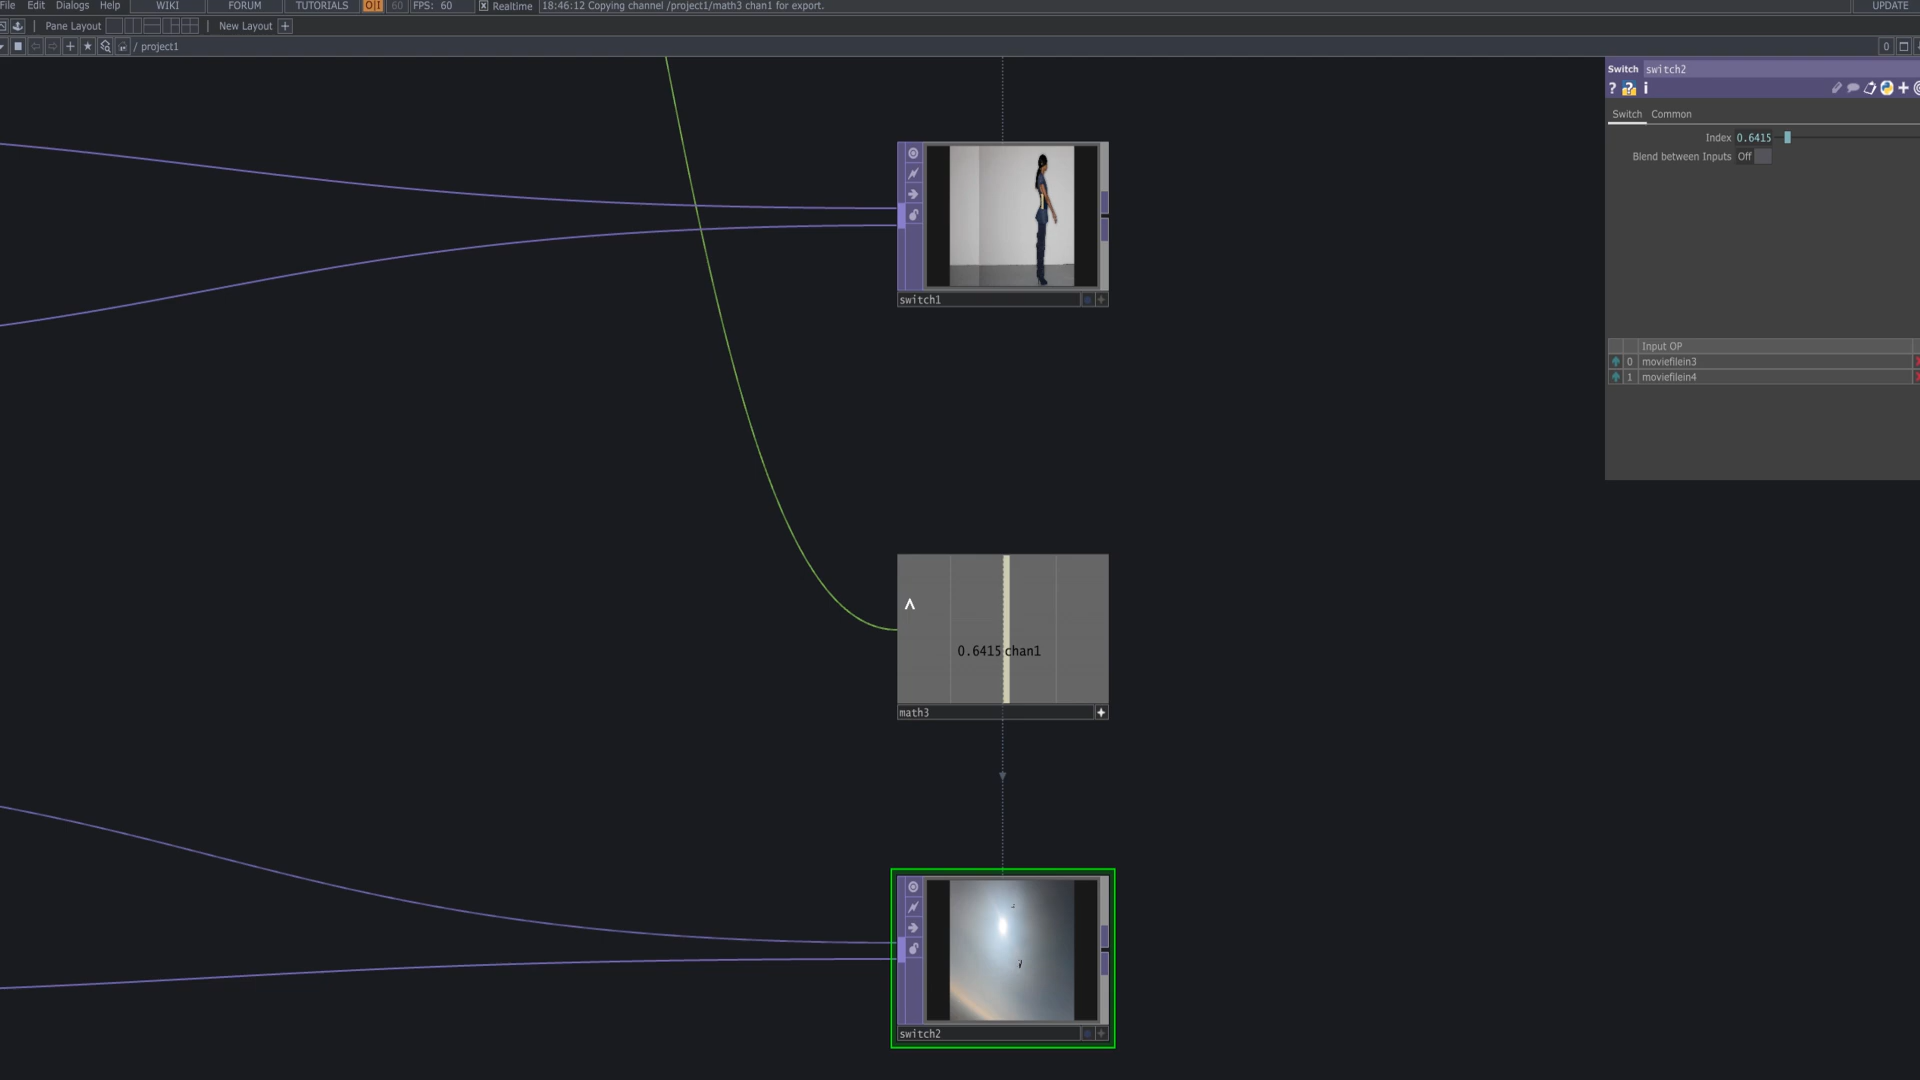 File Edit Dialogs Help WIKI FORUM TUTORIALS O|I 60 FPS: 60 Realtime 18:46:12 Copying channel /project1/math3 chan1 for export. UPDATE
Pane Layout New Layout +
/ project1 0
Switch switch2
? ? i
Switch Common
Index 0.6415
Blend between Inputs Off
switch1
Input OP
0 moviefilein3
1 moviefilein4
0.6415 chan1
math3
switch2